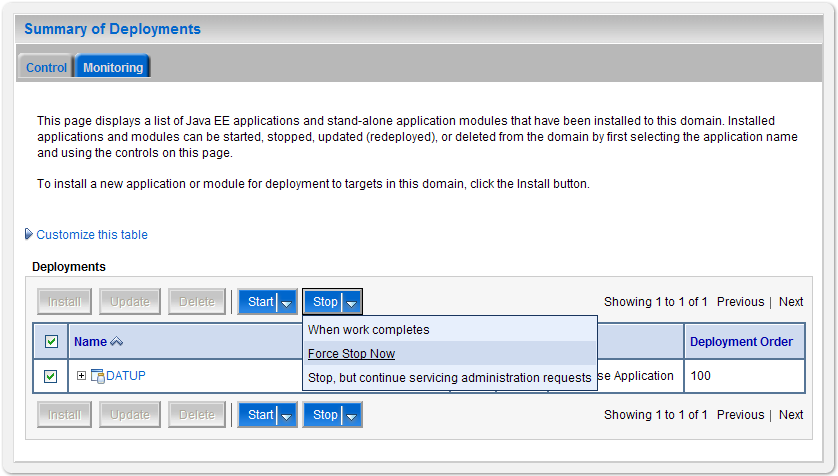 Summary of Deployments
Control Monitoring
This page displays a list of Java EE applications and stand-alone application modules that have been installed to this domain. Installed
applications and modules can be started, stopped, updated (redeployed), or deleted from the domain by first selecting the application name
and using the controls on this page.
To install a new application or module for deployment to targets in this domain, click the Install button.
Customize this table
Deployments
Install Update Delete Start Stop Showing 1 to 1 of 1 Previous | Next
When work completes
Name Deployment Order
Force Stop Now
DATUP Stop, but continue servicing administration requests se Application 100
Install Update Delete Start Stop Showing 1 to 1 of 1 Previous | Next